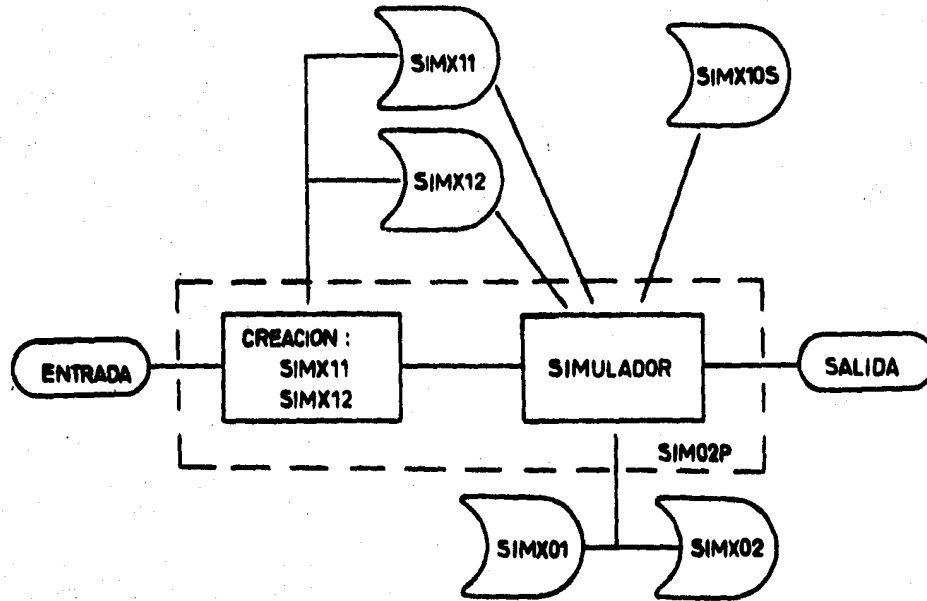 SIMX11
SIMX10S
SIMX12
CREACION :
SIMX11
SIMX12
ENTRADA
SIMULADOR
SALIDA
SIM02P
SIMX01
SIMX02